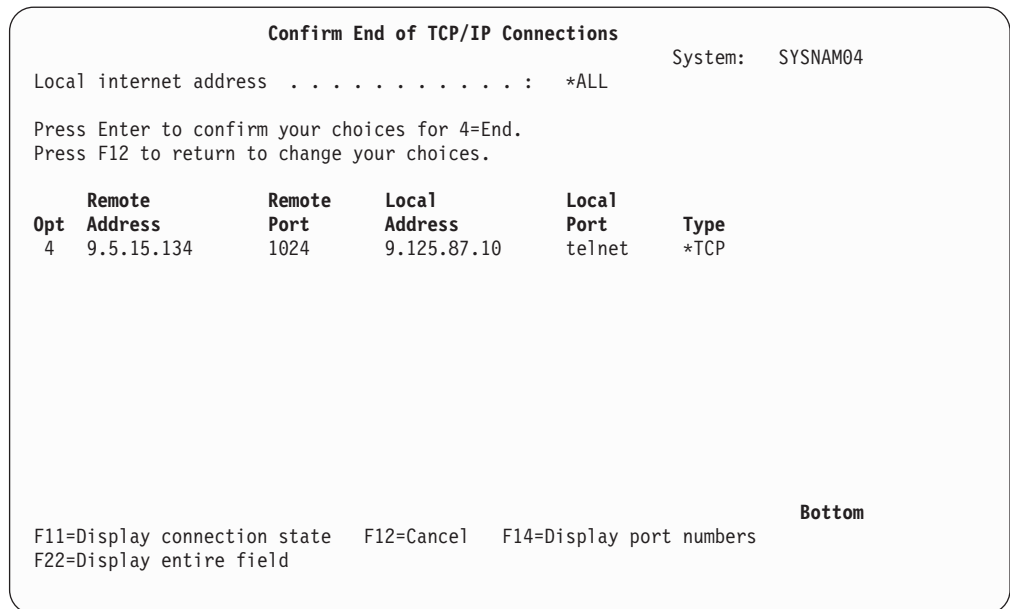 Confirm End of TCP/IP Connections
System: SYSNAM04
Local internet address . . . . . . . . . . . : *ALL
Press Enter to confirm your choices for 4=End.
Press F12 to return to change your choices.
Remote Remote Local Local
Opt Address Port Address Port Type
4 9.5.15.134 1024 9.125.87.10 telnet *TCP
Bottom
F11=Display connection state F12=Cancel F14=Display port numbers
F22=Display entire field